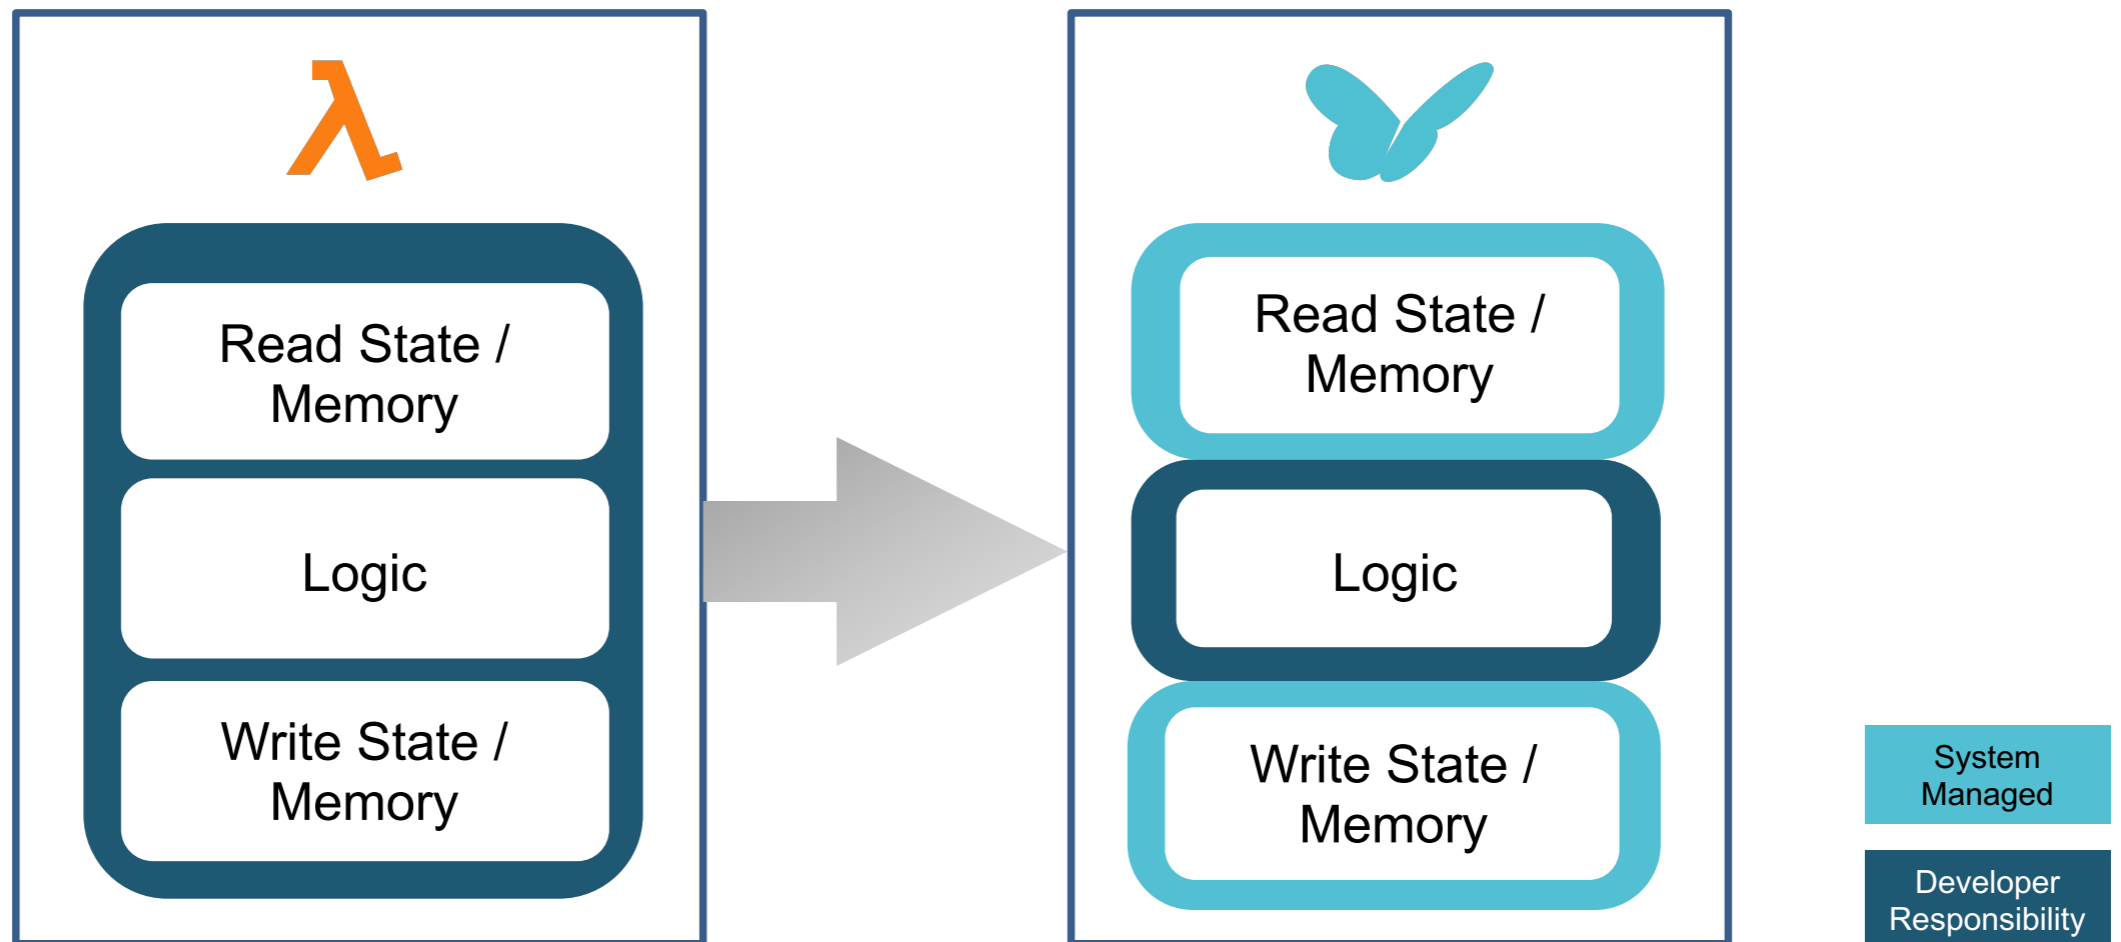 Read State /
Memory
Logic
Write State /
Memory
Read State /
Memory
Logic
Write State /
Memory
System
Managed
Developer
Responsibility